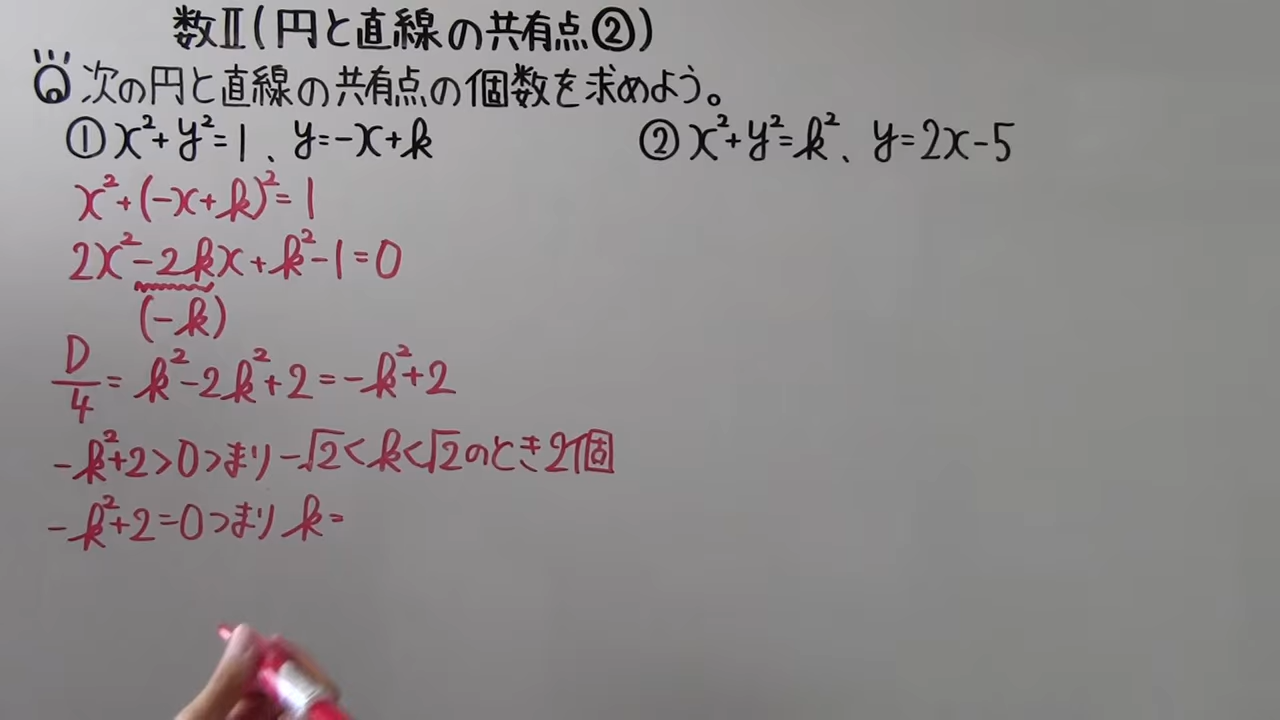 数Ⅱ(円と直線の共有点②)
Q 次の円と直線の共有点の個数を求めよう。
① x²+y²=1、y=-x+k
② x²+y²=k²、y=2x-5
x²+(-x+k)²=1
2x²-2kx+k²-1=0
(-k)
D/4=k²-2k²+2=-k²+2
-k²+2>0つまり-√2<k<√2のとき2個
-k²+2=0つまりk=